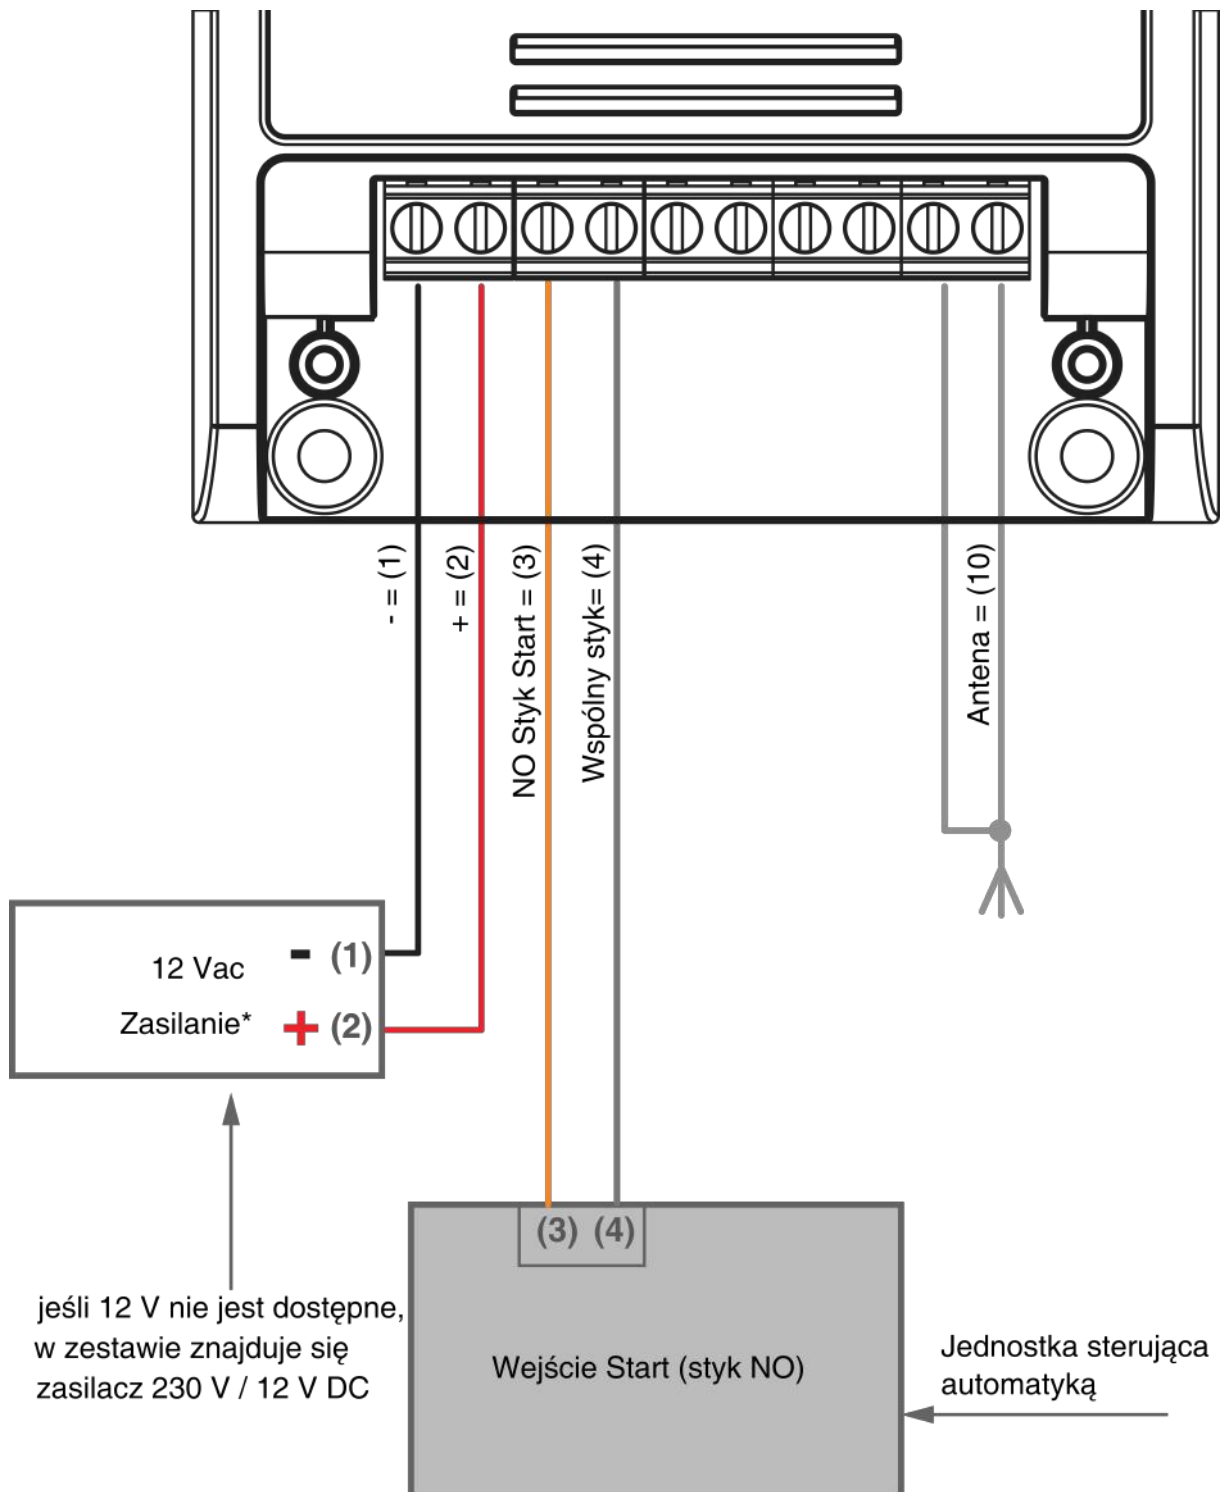 - = (1)
+ = (2)
NO Styk Start = (3)
Wspólny styk= (4)
Antena = (10)
12 Vac
- (1)
Zasilanie*
+ (2)
(3) (4)
jeśli 12 V nie jest dostępne,
w zestawie znajduje się
zasilacz 230 V / 12 V DC
Wejście Start (styk NO)
Jednostka sterująca
automatyką